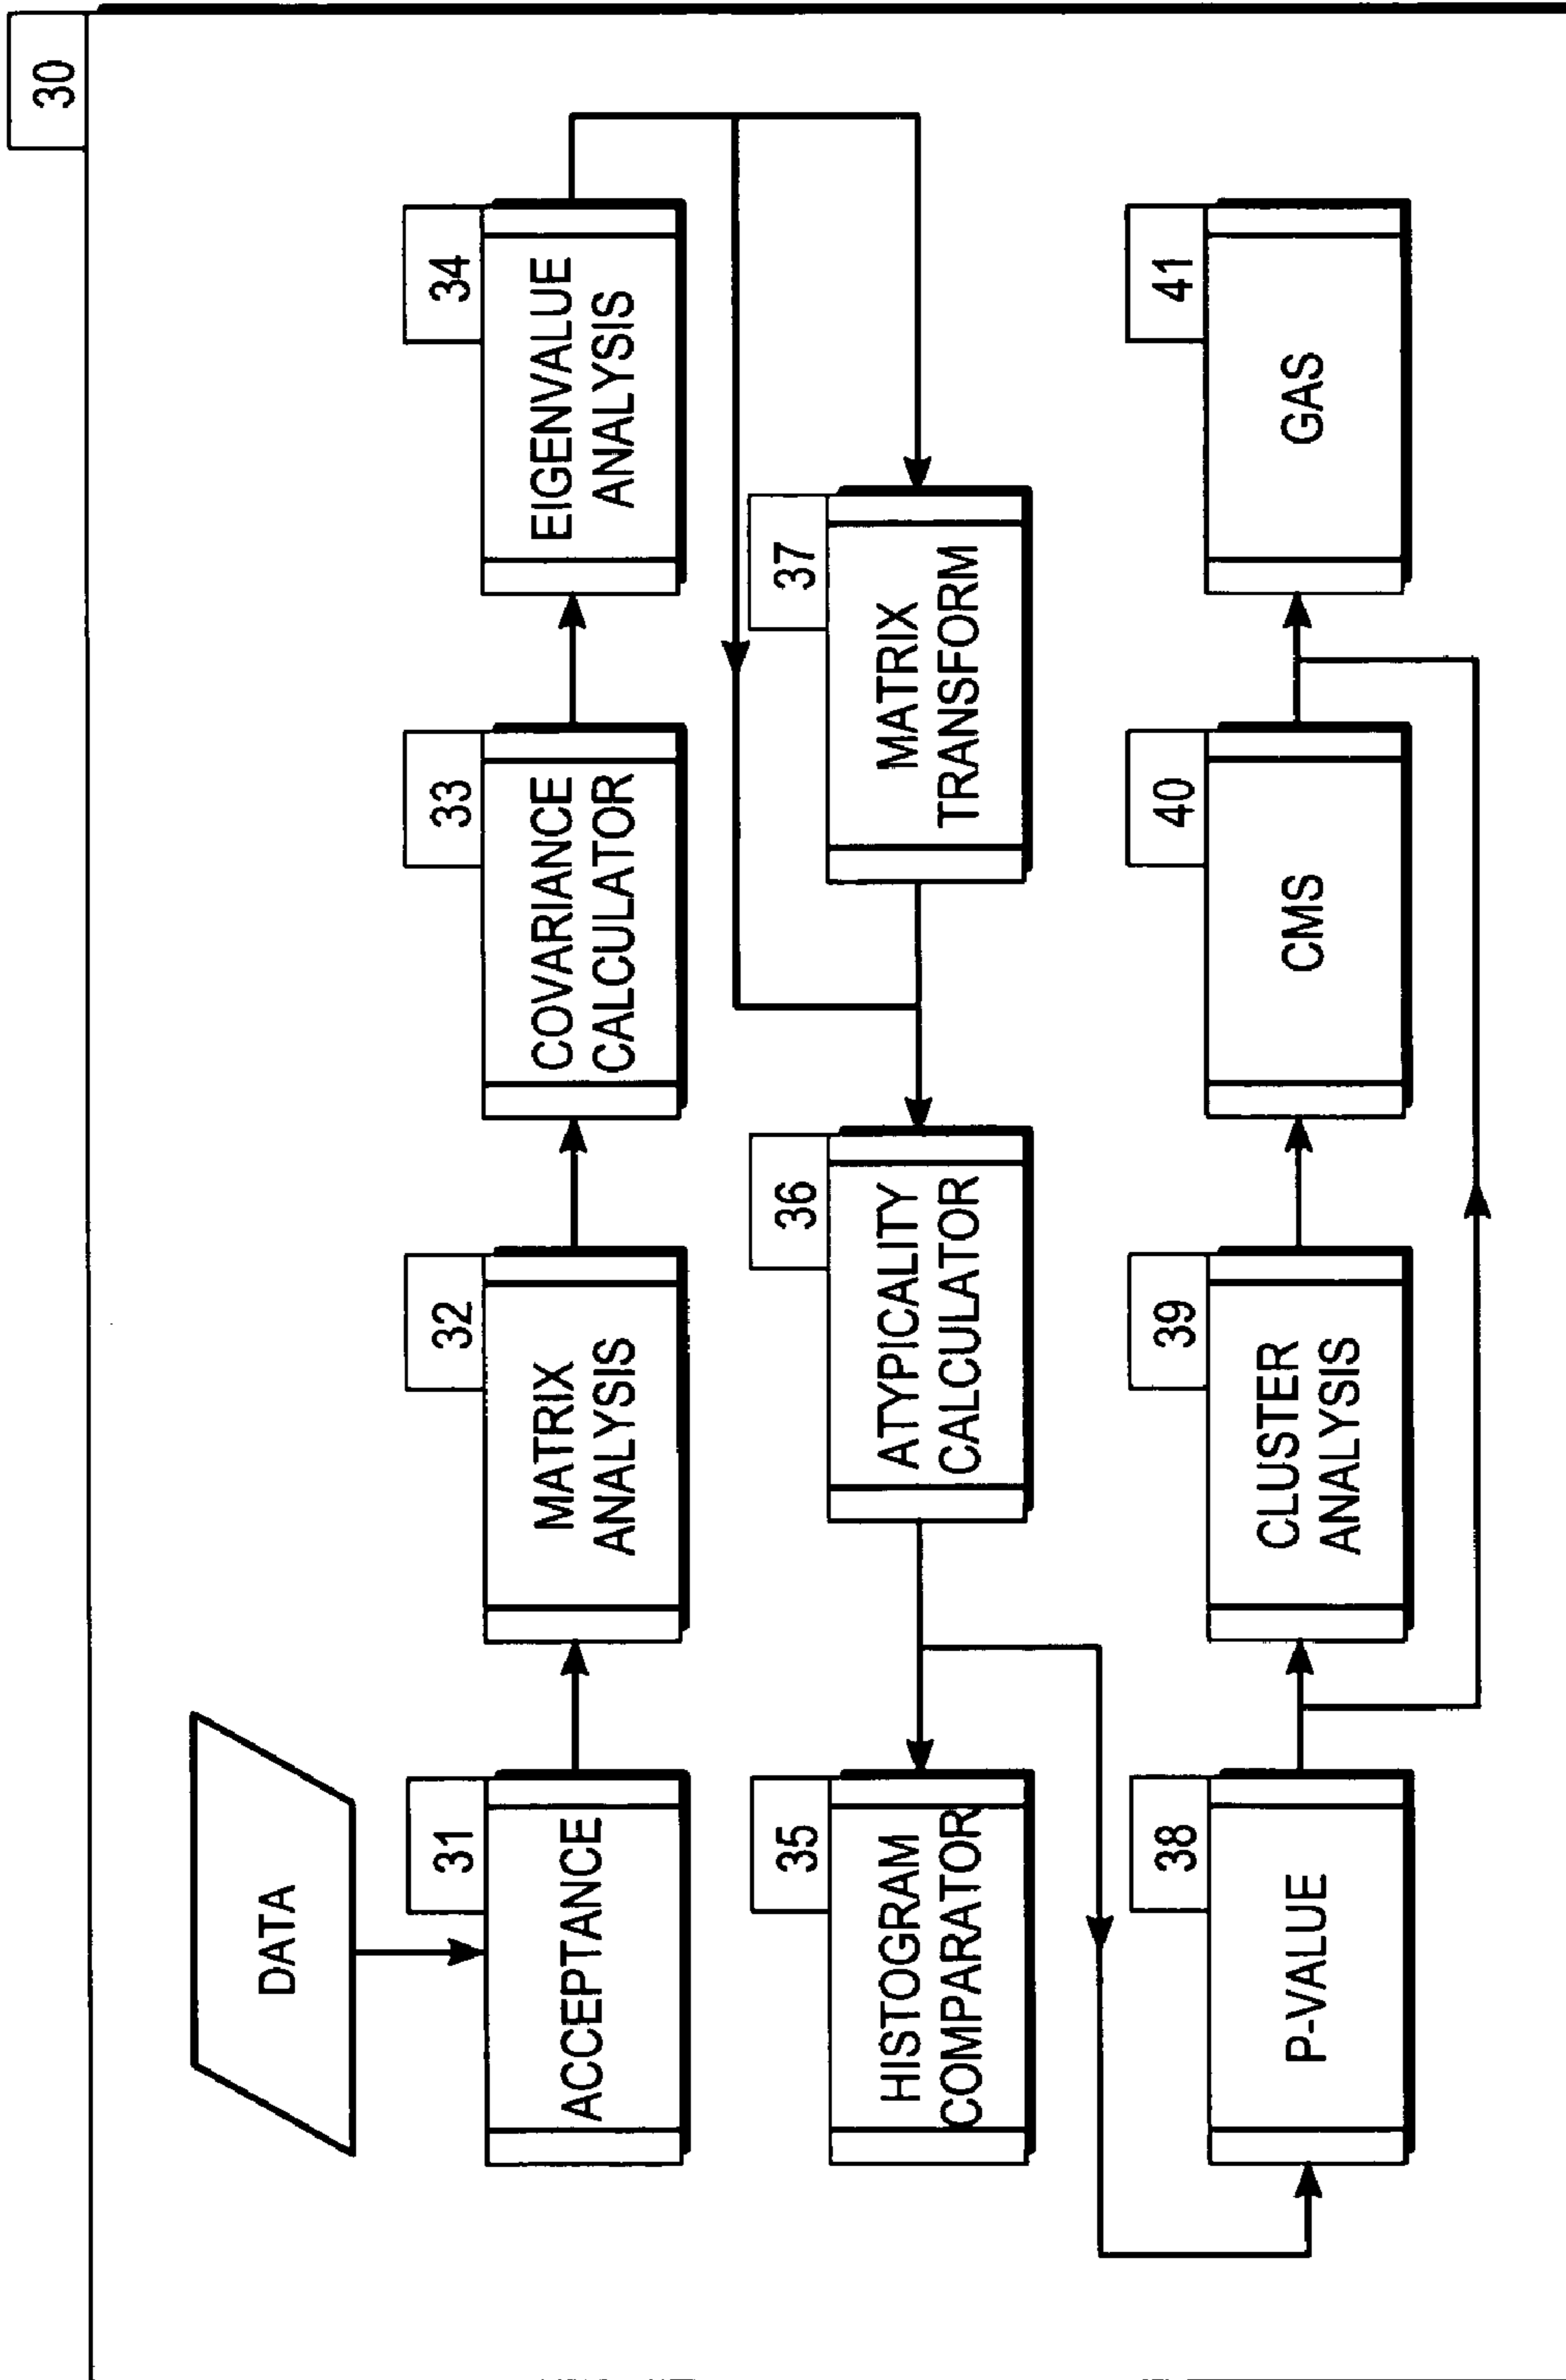 30
DATA
31
ACCEPTANCE
32
MATRIX
ANALYSIS
33
COVARIANCE
CALCULATOR
34
EIGENVALUE
ANALYSIS
35
HISTOGRAM
COMPARATOR
36
ATYPICALITY
CALCULATOR
37
MATRIX
TRANSFORM
38
P-VALUE
39
CLUSTER
ANALYSIS
40
CMS
41
GAS